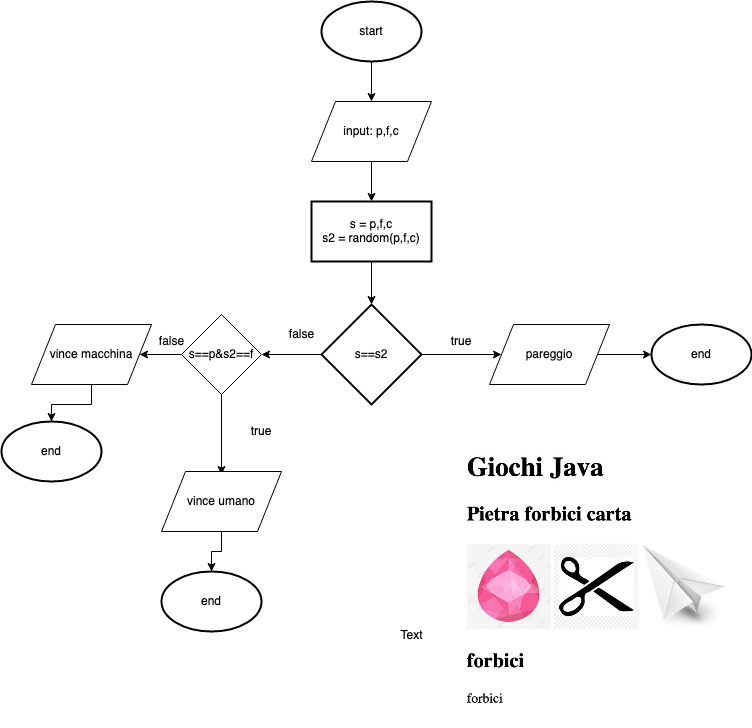 start
input: p,f,c
s = p,f,c
s2 = random(p,f,c)
s==s2
true
pareggio
end
false
s==p&s2==f
false
vince macchina
end
true
vince umano
end
Giochi Java
Pietra forbici carta
Text
forbici
forbici